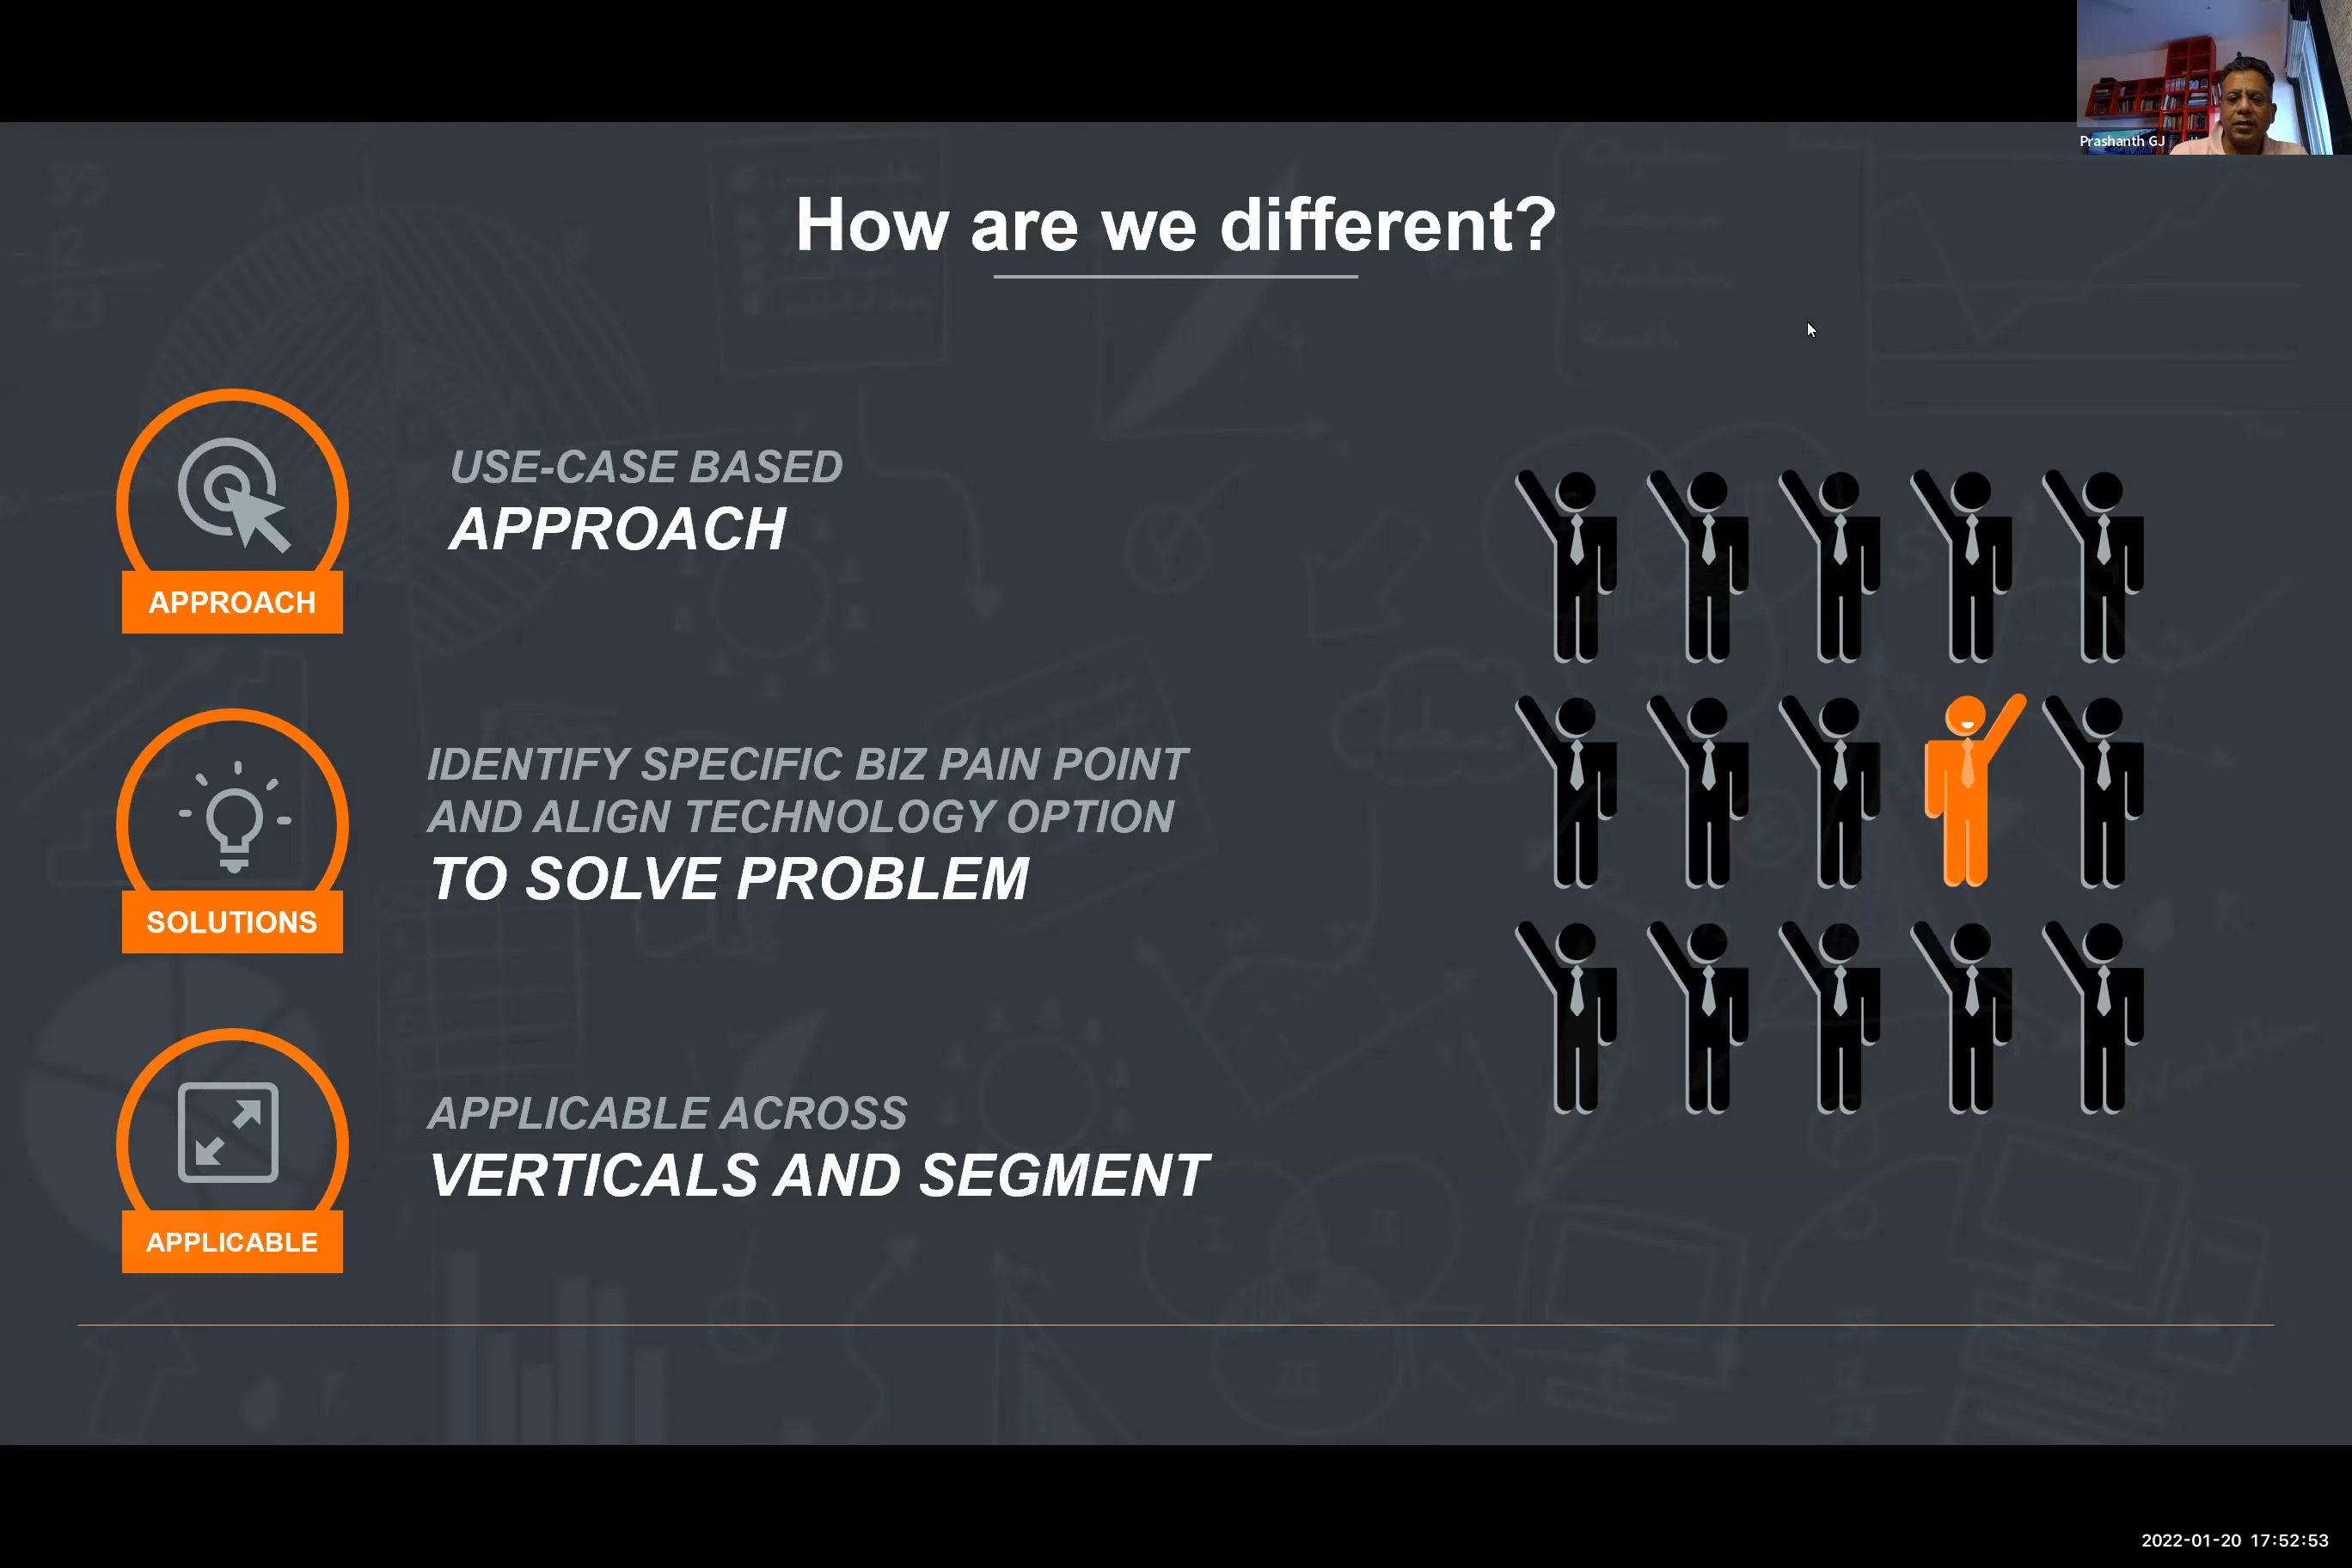 Prashanth GJ
How are we different?
USE-CASE BASED
APPROACH
APPROACH
IDENTIFY SPECIFIC BIZ PAIN POINT
AND ALIGN TECHNOLOGY OPTION
TO SOLVE PROBLEM
SOLUTIONS
APPLICABLE ACROSS
VERTICALS AND SEGMENT
APPLICABLE
2022-01-20 17:52:53